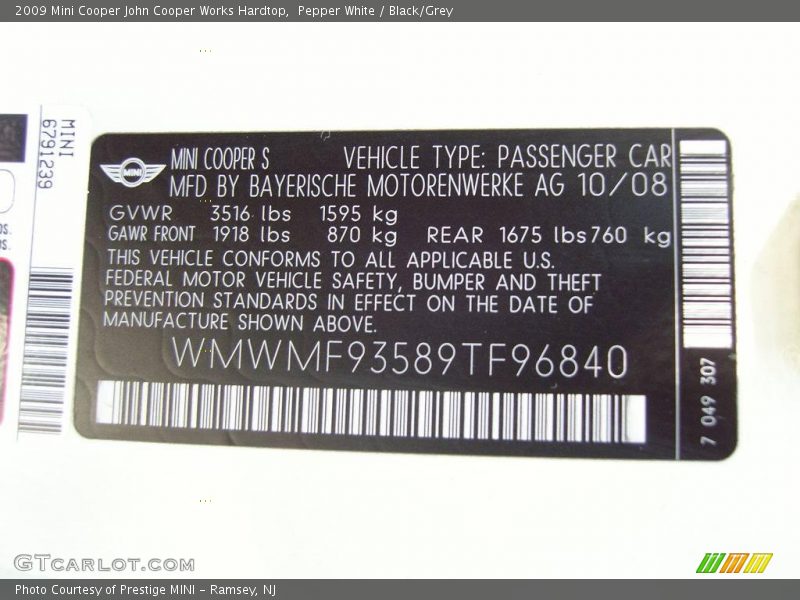 2009 Mini Cooper John Cooper Works Hardtop, Pepper White / Black/Grey
MINI
6791239
MINI
MINI COOPER S VEHICLE TYPE: PASSENGER CAR
MFD BY BAYERISCHE MOTORENWERKE AG 10/08
GVWR 3516 lbs 1595 kg
GAWR FRONT 1918 lbs 870 kg REAR 1675 lbs760 kg
THIS VEHICLE CONFORMS TO ALL APPLICABLE U.S.
FEDERAL MOTOR VEHICLE SAFETY, BUMPER AND THEFT
PREVENTION STANDARDS IN EFFECT ON THE DATE OF
MANUFACTURE SHOWN ABOVE.
WMWMF93589TF96840
7 049 307
GTCARLOT.COM
Photo Courtesy of Prestige MINI - Ramsey, NJ